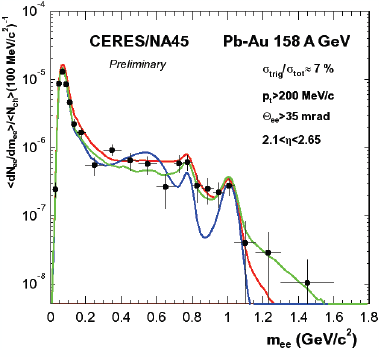 CERES/NA45 Pb-Au 158 A GeV
Preliminary
σtrig/σtot ≈ 7 %
pt>200 MeV/c
Θee>35 mrad
2.1<η<2.65
<dNee/dmee>/<Nch>(100 MeV/c²)⁻¹
10⁻⁵
10⁻⁶
10⁻⁷
10⁻⁸
0 0.2 0.4 0.6 0.8 1 1.2 1.4 1.6 1.8
mee (GeV/c²)